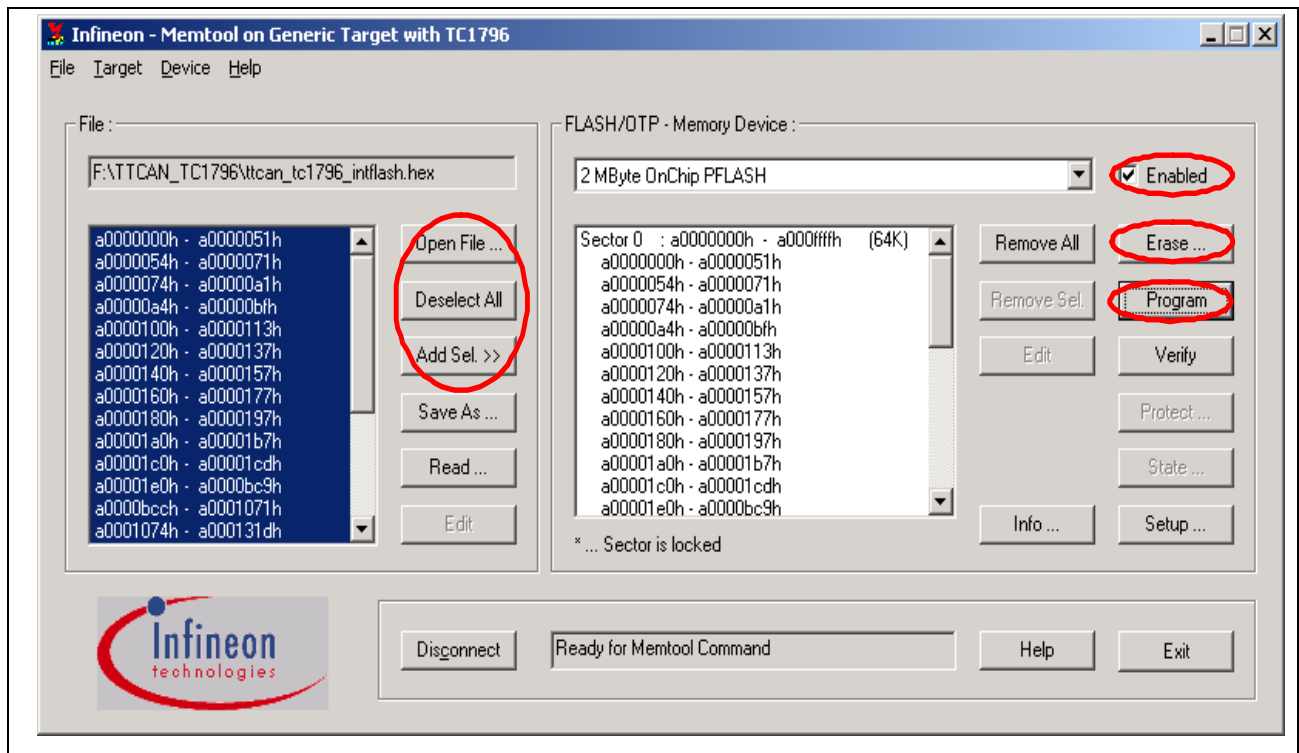 Infineon - Memtool on Generic Target with TC1796
File Target Device Help
File :
F:\TTCAN_TC1796\ttcan_tc1796_intflash.hex
a0000000h - a0000051h
a0000054h - a0000071h
a0000074h - a00000a1h
a00000a4h - a00000bfh
a0000100h - a0000113h
a0000120h - a0000137h
a0000140h - a0000157h
a0000160h - a0000177h
a0000180h - a0000197h
a00001a0h - a00001b7h
a00001c0h - a00001cdh
a00001e0h - a0000bc9h
a0000bcch - a0001071h
a0001074h - a000131dh
Open File ...
Deselect All
Add Sel. >>
Save As ...
Read ...
Edit
FLASH/OTP - Memory Device :
2 MByte OnChip PFLASH
Enabled
Sector 0 : a0000000h - a000ffffh (64K)
a0000000h - a0000051h
a0000054h - a0000071h
a0000074h - a00000a1h
a00000a4h - a00000bfh
a0000100h - a0000113h
a0000120h - a0000137h
a0000140h - a0000157h
a0000160h - a0000177h
a0000180h - a0000197h
a00001a0h - a00001b7h
a00001c0h - a00001cdh
a00001e0h - a0000bc9h
* ... Sector is locked
Remove All
Remove Sel.
Edit
Info ...
Erase ...
Program
Verify
Protect ...
State ...
Setup ...
Infineon
technologies
Disconnect
Ready for Memtool Command
Help
Exit